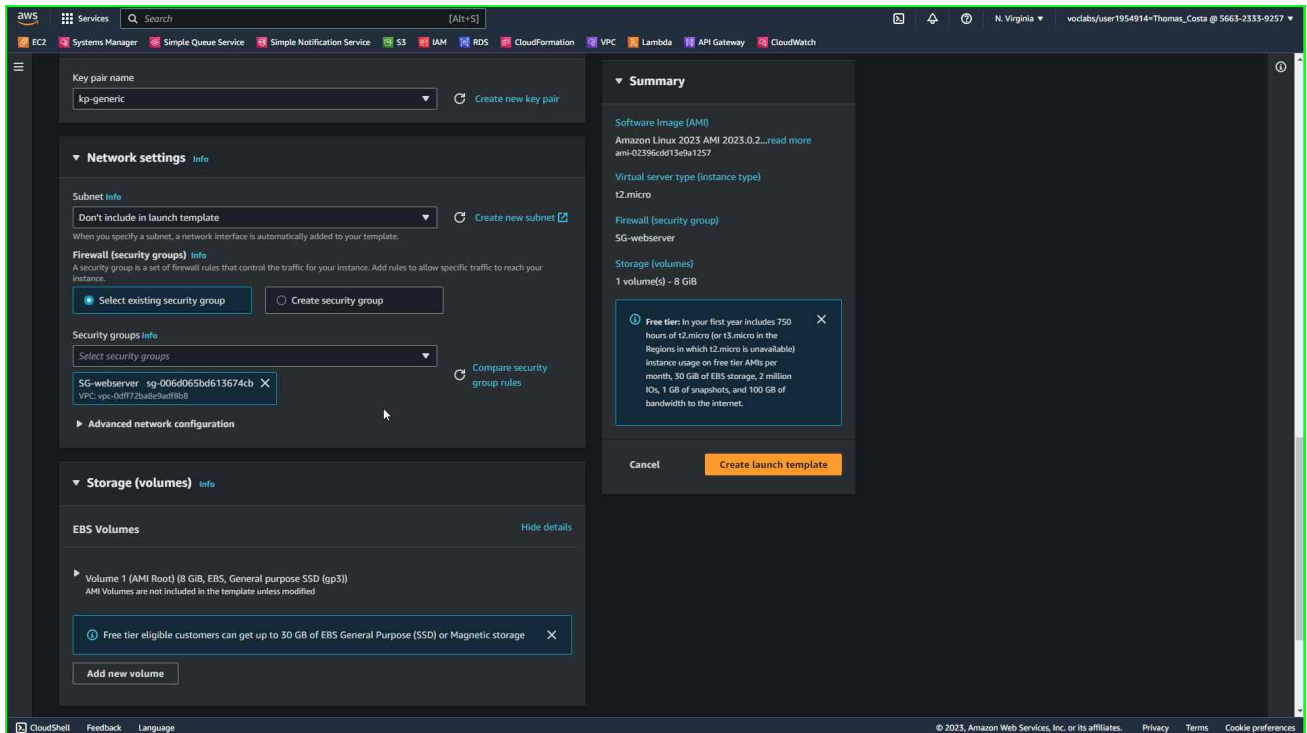 aws Services Search [Alt+S] N. Virginia voclabs/user1954914=Thomas_Costa @ 5663-2333-9257
EC2 Systems Manager Simple Queue Service Simple Notification Service S3 IAM RDS CloudFormation VPC Lambda API Gateway CloudWatch
Key pair name
kp-generic Create new key pair
Network settings Info
Subnet Info
Don't include in launch template Create new subnet
When you specify a subnet, a network interface is automatically added to your template.
Firewall (security groups) Info
A security group is a set of firewall rules that control the traffic for your instance. Add rules to allow specific traffic to reach your
instance.
Select existing security group Create security group
Security groups Info
Select security groups
Compare security
group rules
SG-webserver sg-006d065bd613674cb
VPC: vpc-0dff72ba8e9adf8b8
Advanced network configuration
Storage (volumes) Info
EBS Volumes Hide details
Volume 1 (AMI Root) (8 GiB, EBS, General purpose SSD (gp3))
AMI Volumes are not included in the template unless modified
Free tier eligible customers can get up to 30 GB of EBS General Purpose (SSD) or Magnetic storage
Add new volume
Summary
Software Image (AMI)
Amazon Linux 2023 AMI 2023.0.2...read more
ami-02396cdd13e9a1257
Virtual server type (instance type)
t2.micro
Firewall (security group)
SG-webserver
Storage (volumes)
1 volume(s) - 8 GiB
Free tier: In your first year includes 750
hours of t2.micro (or t3.micro in the
Regions in which t2.micro is unavailable)
instance usage on free tier AMIs per
month, 30 GiB of EBS storage, 2 million
IOs, 1 GB of snapshots, and 100 GB of
bandwidth to the internet.
Cancel Create launch template
CloudShell Feedback Language © 2023, Amazon Web Services, Inc. or its affiliates. Privacy Terms Cookie preferences